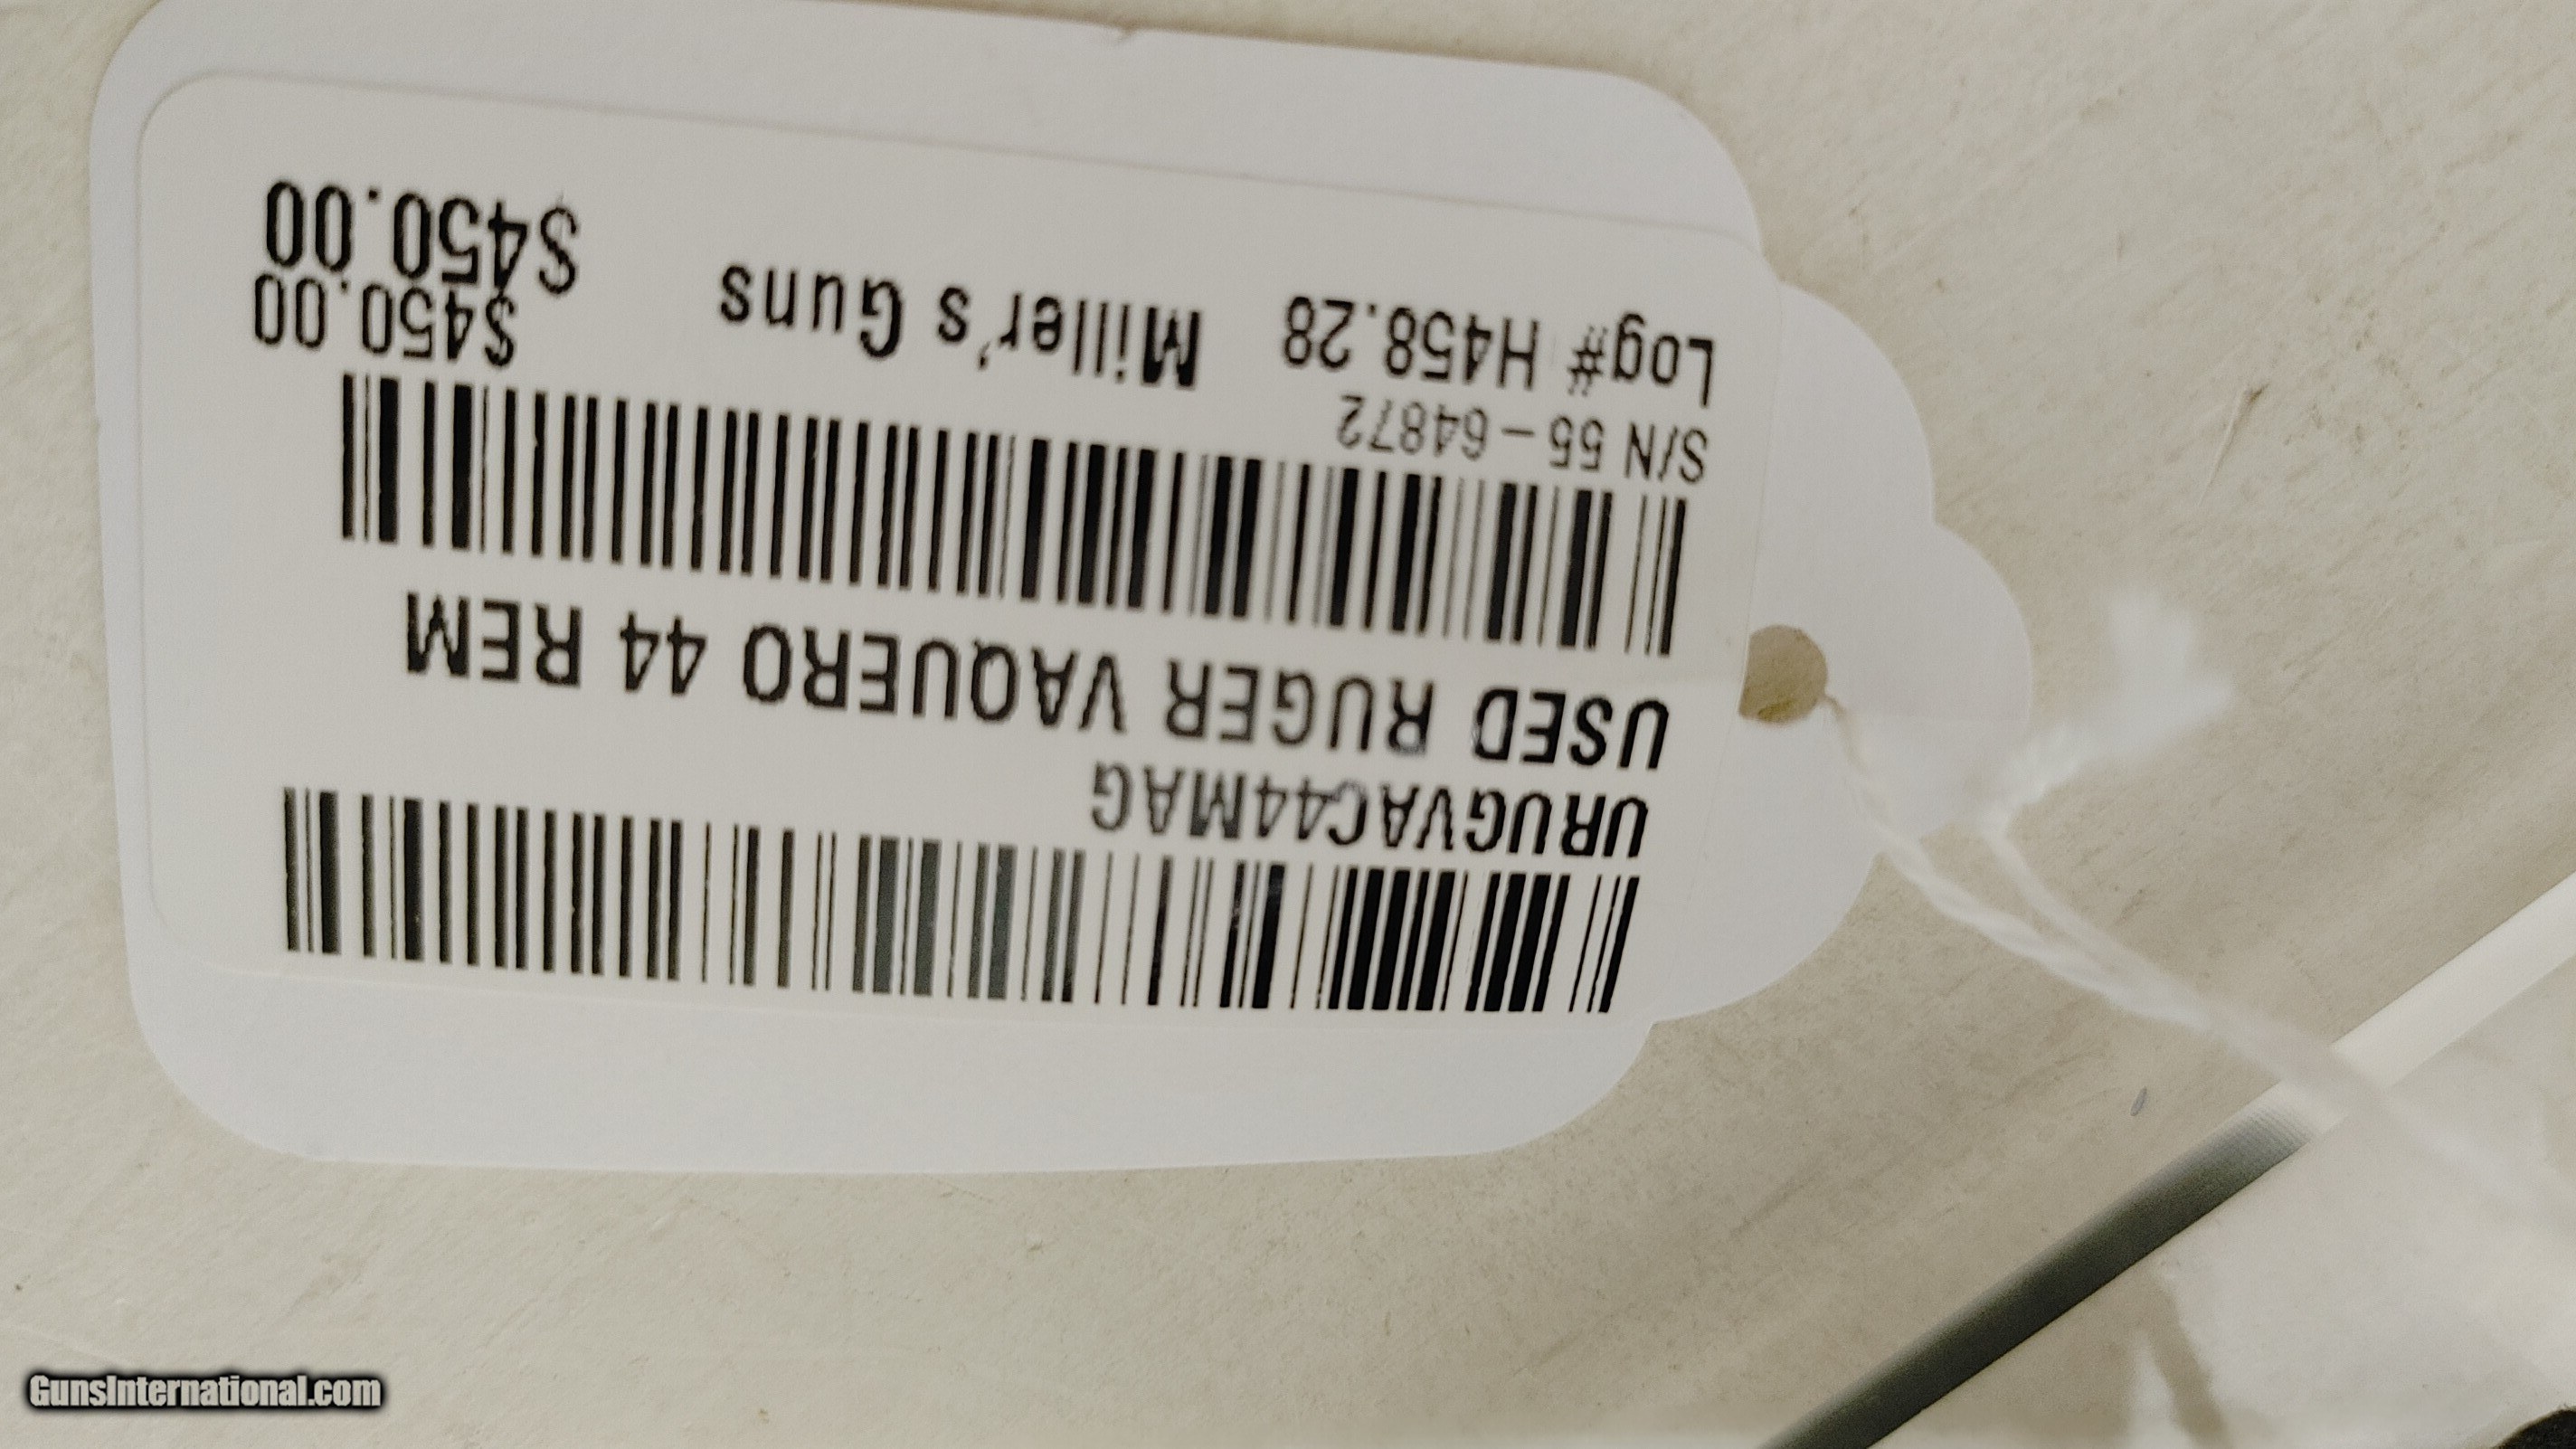 URUGVAC44MAG
USED RUGER VAQUERO 44 REM
S/N 55-64872
$450.00
Log# H458.28 Miller's Guns $450.00
GunsInternational.com